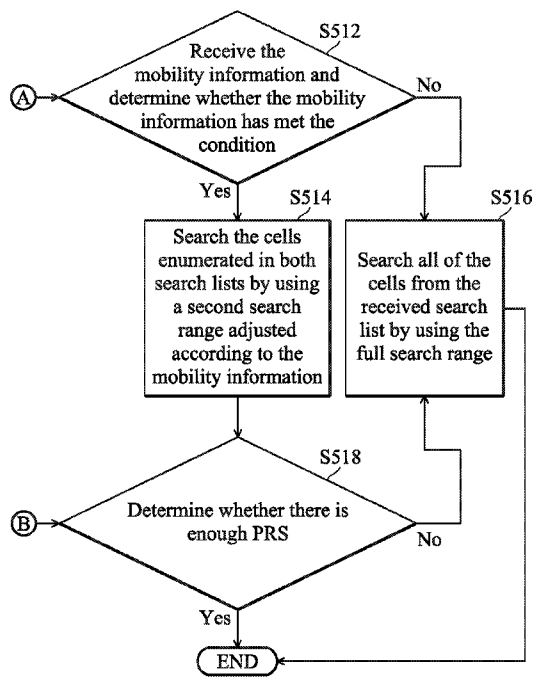 S512
Receive the
mobility information and
determine whether the mobility
information has met the
condition
A
No
Yes
S514
Search the cells
enumerated in both
search lists by using
a second search
range adjusted
according to the
mobility information
S516
Search all of the
cells from the
received search
list by using the
full search range
S518
B
Determine whether there is
enough PRS
No
Yes
END